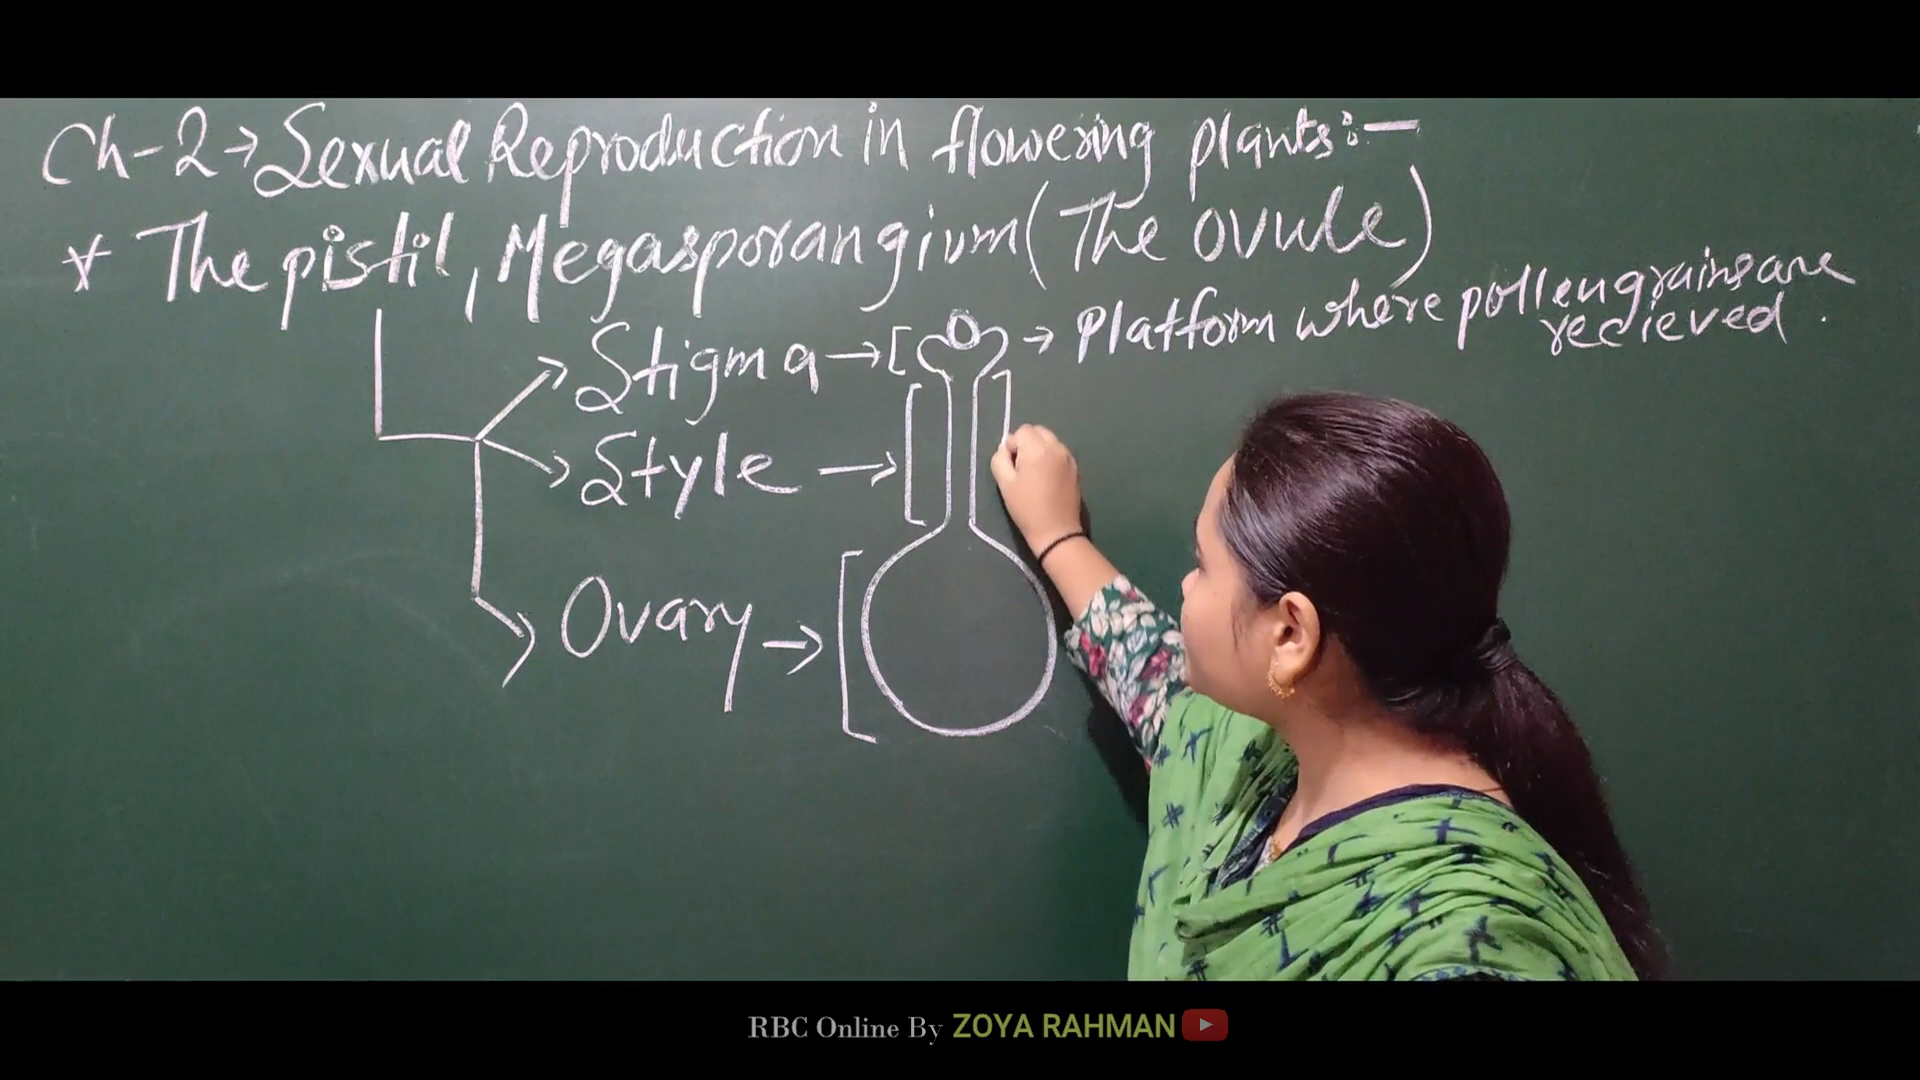 Ch-2→Sexual Reproduction in flowering plants:-
* The pistil, Megasporangium (The ovule)
Stigma→[ → Platform where pollen grains are
recieved.
Style →
Ovary →
RBC Online By ZOYA RAHMAN